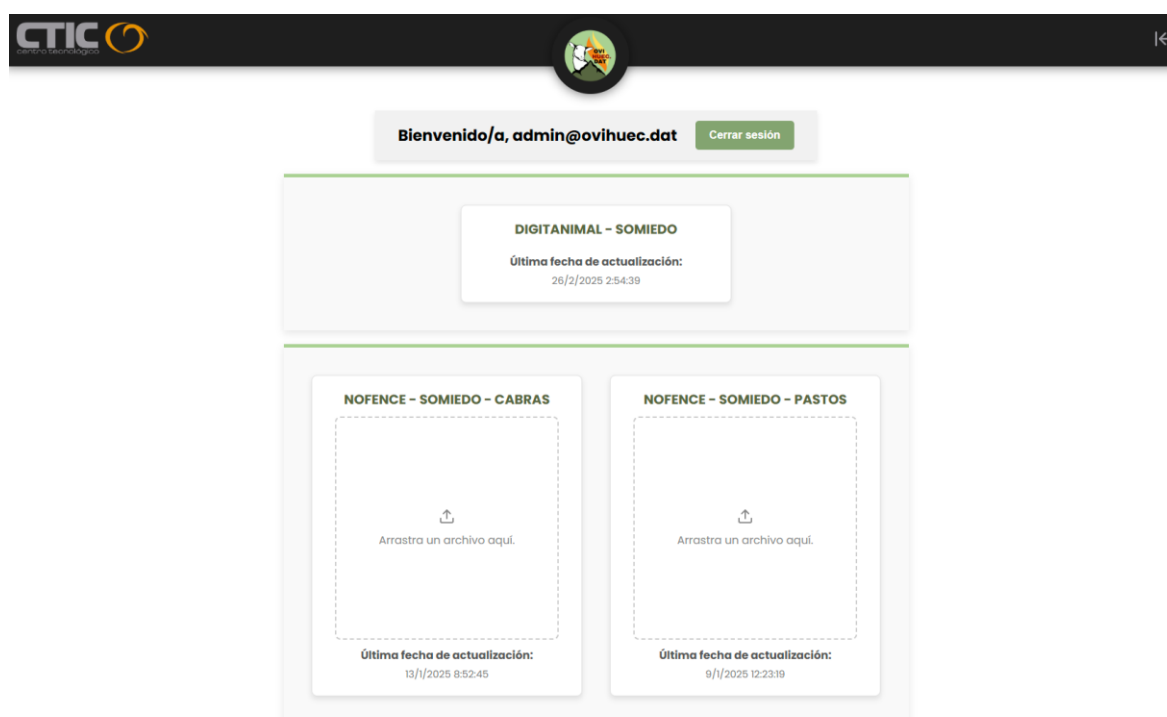 CTIC
centro tecnológico
OVI
HUEC.
DAT
Bienvenido/a, admin@ovihuec.dat
Cerrar sesión
DIGITANIMAL - SOMIEDO
Última fecha de actualización:
26/2/2025 2:54:39
NOFENCE - SOMIEDO - CABRAS
Arrastra un archivo aquí.
Última fecha de actualización:
13/1/2025 8:52:45
NOFENCE - SOMIEDO - PASTOS
Arrastra un archivo aquí.
Última fecha de actualización:
9/1/2025 12:23:19